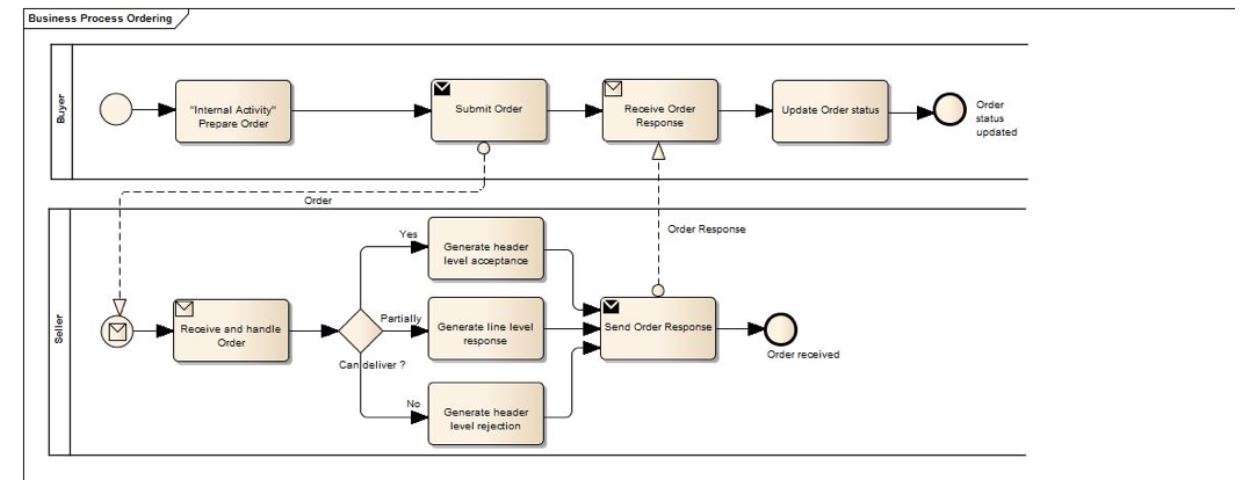 Business Process Ordering
Buyer
"Internal Activity"
Prepare Order
Submit Order
Receive Order
Response
Update Order status
Order
status
updated
Order
Order Response
Seller
Receive and handle
Order
Can deliver ?
Yes
Partially
No
Generate header
level acceptance
Generate line level
response
Generate header
level rejection
Send Order Response
Order received